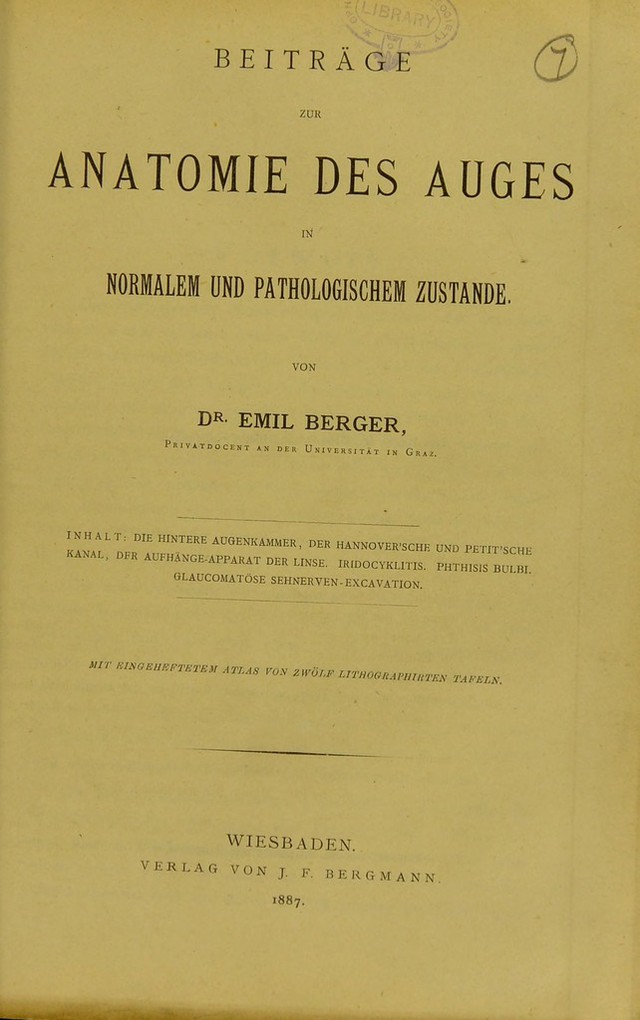 LIBRARY
7
BEITRÄGE
ZUR
ANATOMIE DES AUGES
IN
NORMALEM UND PATHOLOGISCHEM ZUSTANDE.
VON
DR. EMIL BERGER,
PRIVATDOCENT AN DER UNIVERSITÄT IN GRAZ.
INHALT: DIE HINTERE AUGENKAMMER, DER HANNOVER'SCHE UND PETIT'SCHE
KANAL, DER AUFHÄNGE-APPARAT DER LINSE. IRIDOCYKLITIS. PHTHISIS BULBI.
GLAUCOMATÖSE SEHNERVEN-EXCAVATION.
MIT EINGEHEFTETEM ATLAS VON ZWÖLF LITHOGRAPHIRTEN TAFELN.
WIESBADEN.
VERLAG VON J. F. BERGMANN.
1887.